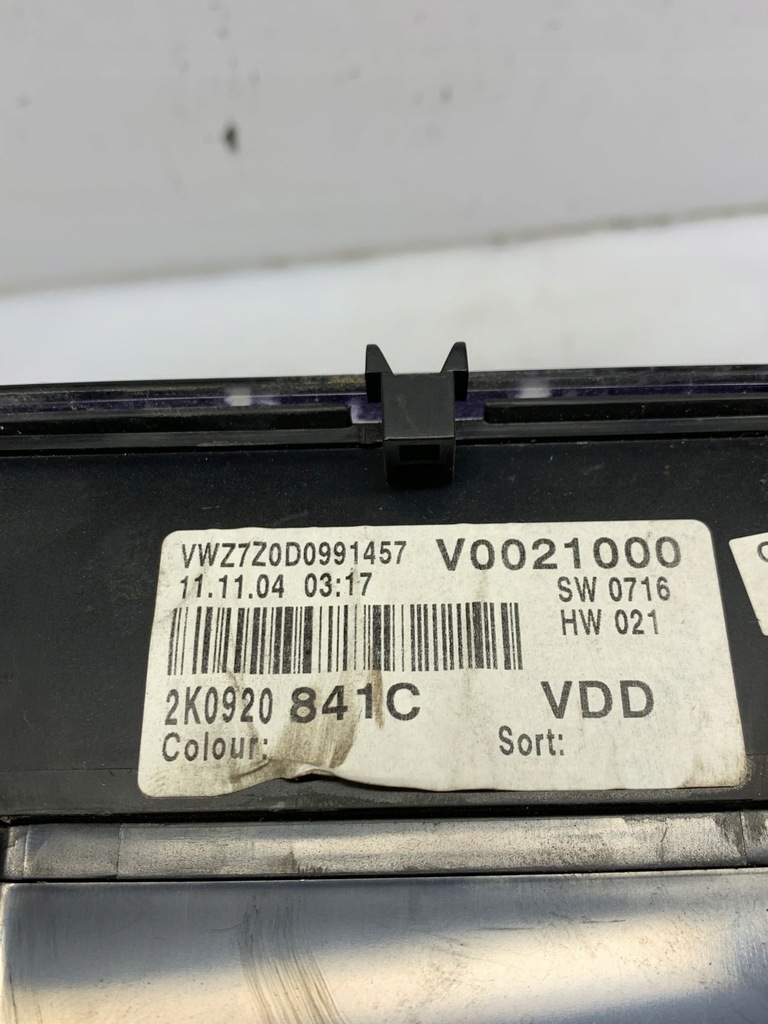 VWZ7Z0D0991457 V0021000
11.11.04 03:17 SW 0716
HW 021
2K0920 841C VDD
Colour: Sort: